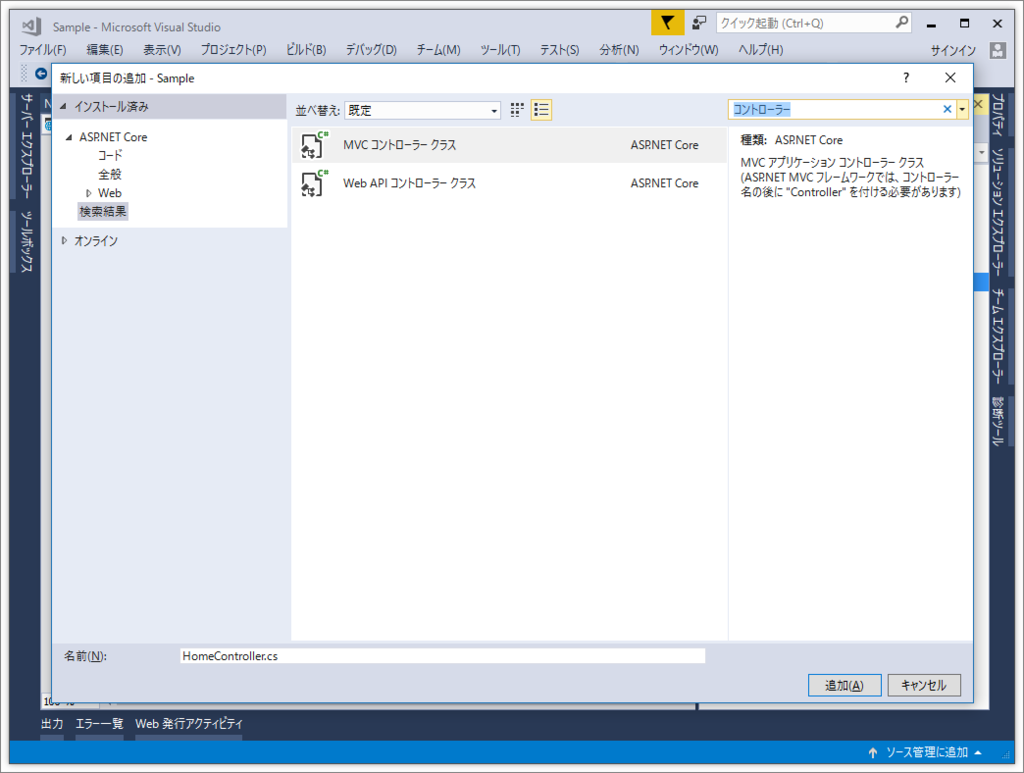 Sample - Microsoft Visual Studio
クイック起動 (Ctrl+Q)
ファイル(F) 編集(E) 表示(V) プロジェクト(P) ビルド(B) デバッグ(D) チーム(M) ツール(T) テスト(S) 分析(N) ウィンドウ(W) ヘルプ(H) サインイン
新しい項目の追加 - Sample
?
インストール済み
並べ替え: 既定
コントローラー
ASP.NET Core
コード
全般
Web
検索結果
オンライン
MVC コントローラー クラス ASP.NET Core
Web API コントローラー クラス ASP.NET Core
種類: ASP.NET Core
MVC アプリケーション コントローラー クラス
(ASP.NET MVC フレームワークでは、コントローラー
名の後に "Controller" を付ける必要があります)
サーバー エクスプローラー
ツールボックス
プロパティ
ソリューション エクスプローラー
チーム エクスプローラー
診断ツール
名前(N): HomeController.cs
追加(A) キャンセル
出力 エラー一覧 Web 発行アクティビティ
ソース管理に追加